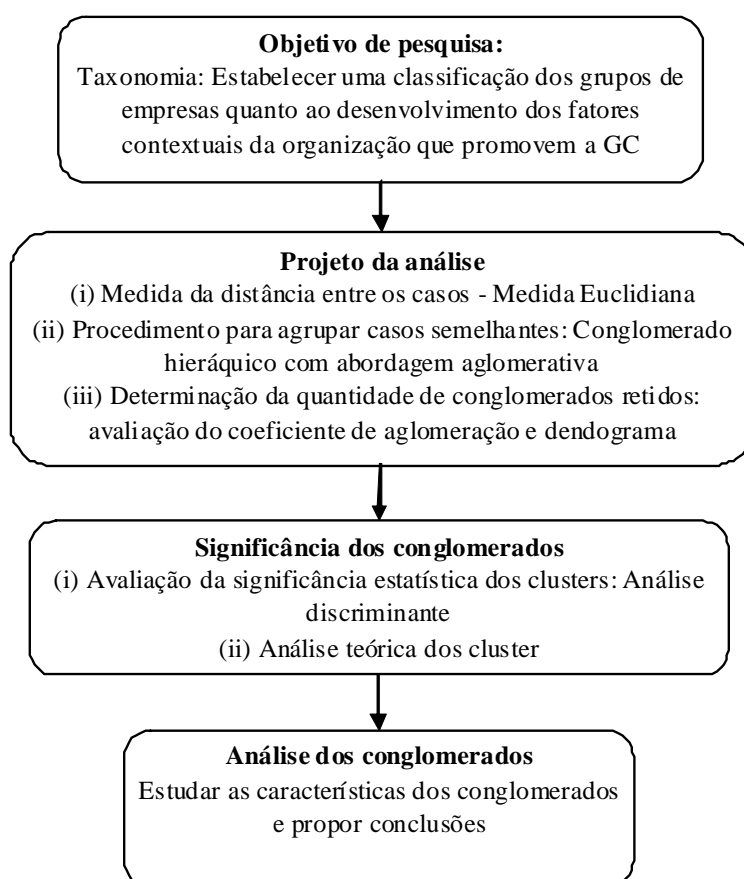 Objetivo de pesquisa:
Taxonomia: Estabelecer uma classificação dos grupos de
empresas quanto ao desenvolvimento dos fatores
contextuais da organização que promovem a GC
Projeto da análise
(i) Medida da distância entre os casos - Medida Euclidiana
(ii) Procedimento para agrupar casos semelhantes: Conglomerado
hieráquico com abordagem aglomerativa
(iii) Determinação da quantidade de conglomerados retidos:
avaliação do coeficiente de aglomeração e dendograma
Significância dos conglomerados
(i) Avaliação da significância estatística dos clusters: Análise
discriminante
(ii) Análise teórica dos cluster
Análise dos conglomerados
Estudar as características dos conglomerados
e propor conclusões